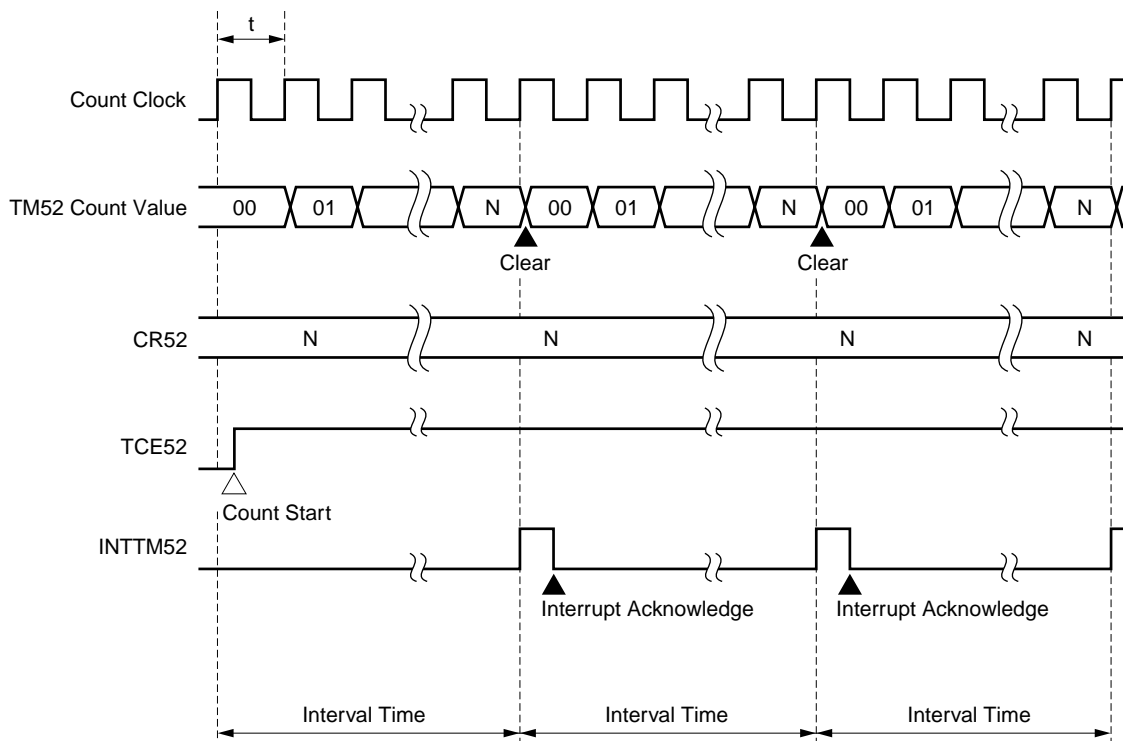 t
Count Clock
TM52 Count Value 00 01 N 00 01 N 00 01 N
Clear Clear
CR52 N N N N
TCE52
Count Start
INTTM52
Interrupt Acknowledge Interrupt Acknowledge
Interval Time Interval Time Interval Time